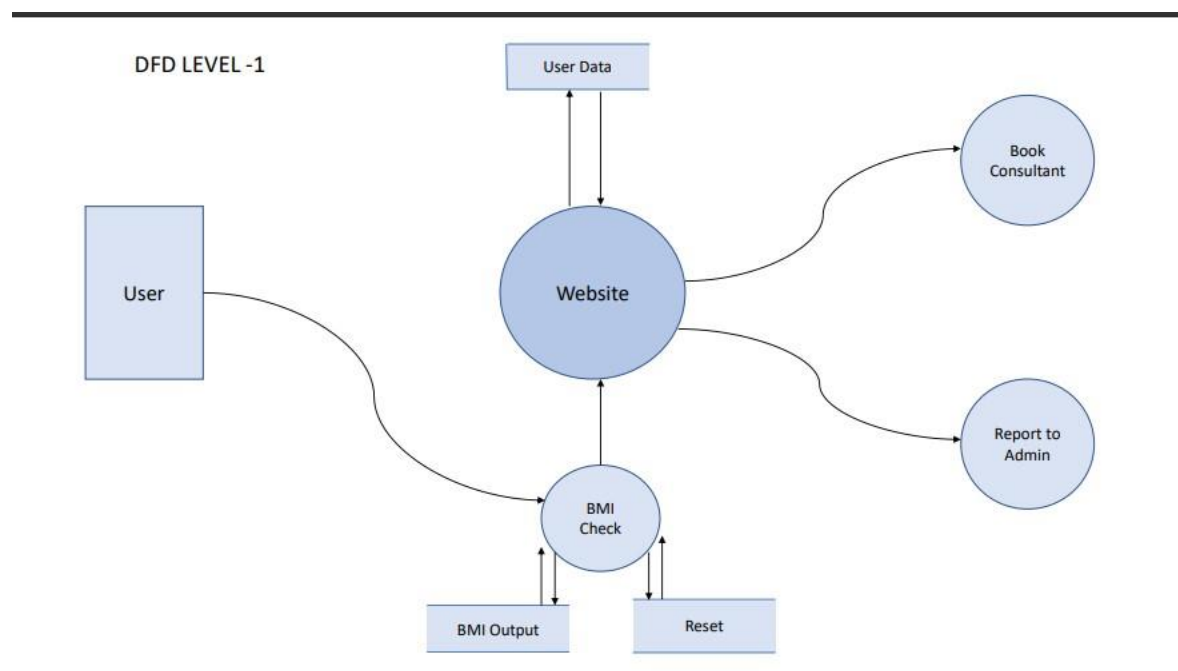 DFD LEVEL -1
User Data
Book
Consultant
User
Website
Report to
Admin
BMI
Check
BMI Output
Reset